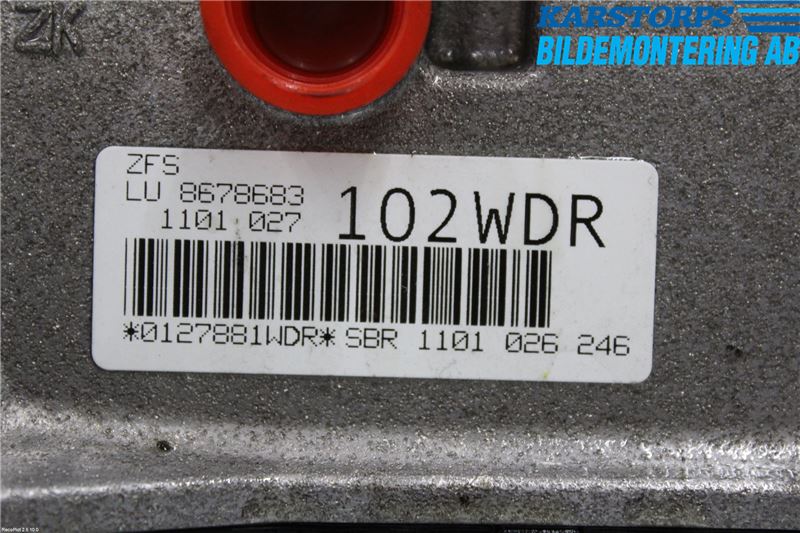 ZK
KARSTORPS
BILDEMONTERING AB
ZFS
LU 8678683
1101 027
102WDR
*0127881WDR* SBR 1101 026 246